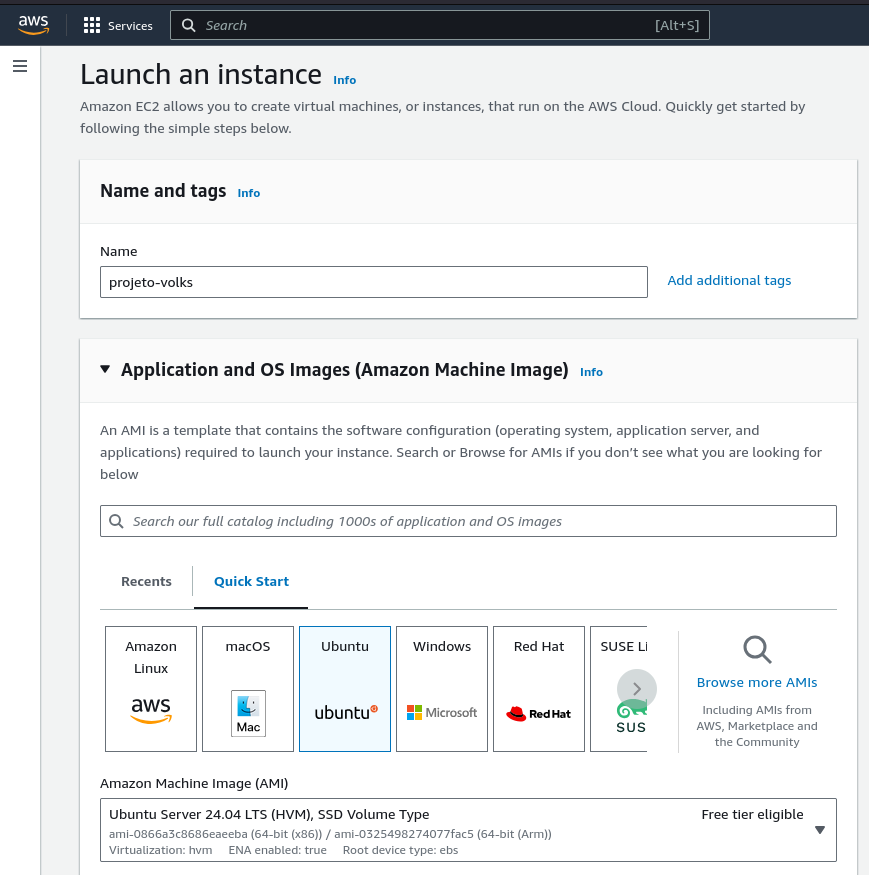 aws
Services
Search
[Alt+S]
Launch an instance Info
Amazon EC2 allows you to create virtual machines, or instances, that run on the AWS Cloud. Quickly get started by
following the simple steps below.
Name and tags Info
Name
projeto-volks
Add additional tags
Application and OS Images (Amazon Machine Image) Info
An AMI is a template that contains the software configuration (operating system, application server, and
applications) required to launch your instance. Search or Browse for AMIs if you don’t see what you are looking for
below
Search our full catalog including 1000s of application and OS images
Recents
Quick Start
Amazon
Linux
aws
macOS
Mac
Ubuntu
ubuntu
Windows
Microsoft
Red Hat
Red Hat
SUSE Li
SUS
Browse more AMIs
Including AMIs from
AWS, Marketplace and
the Community
Amazon Machine Image (AMI)
Ubuntu Server 24.04 LTS (HVM), SSD Volume Type
Free tier eligible
ami-0866a3c8686eaeeba (64-bit (x86)) / ami-0325498274077fac5 (64-bit (Arm))
Virtualization: hvm ENA enabled: true Root device type: ebs